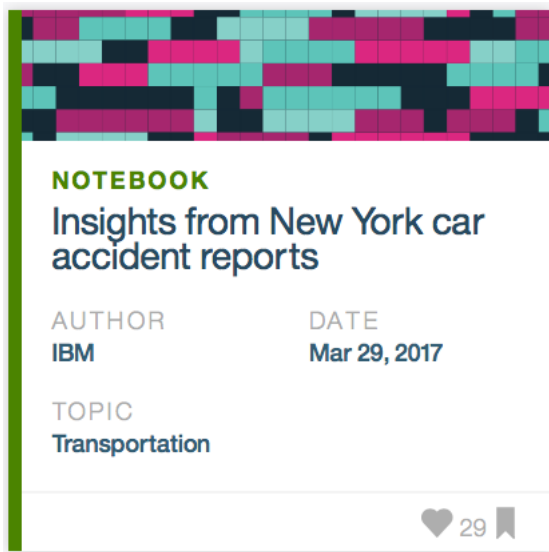 NOTEBOOK
Insights from New York car
accident reports
AUTHOR
DATE
IBM
Mar 29, 2017
TOPIC
Transportation
29